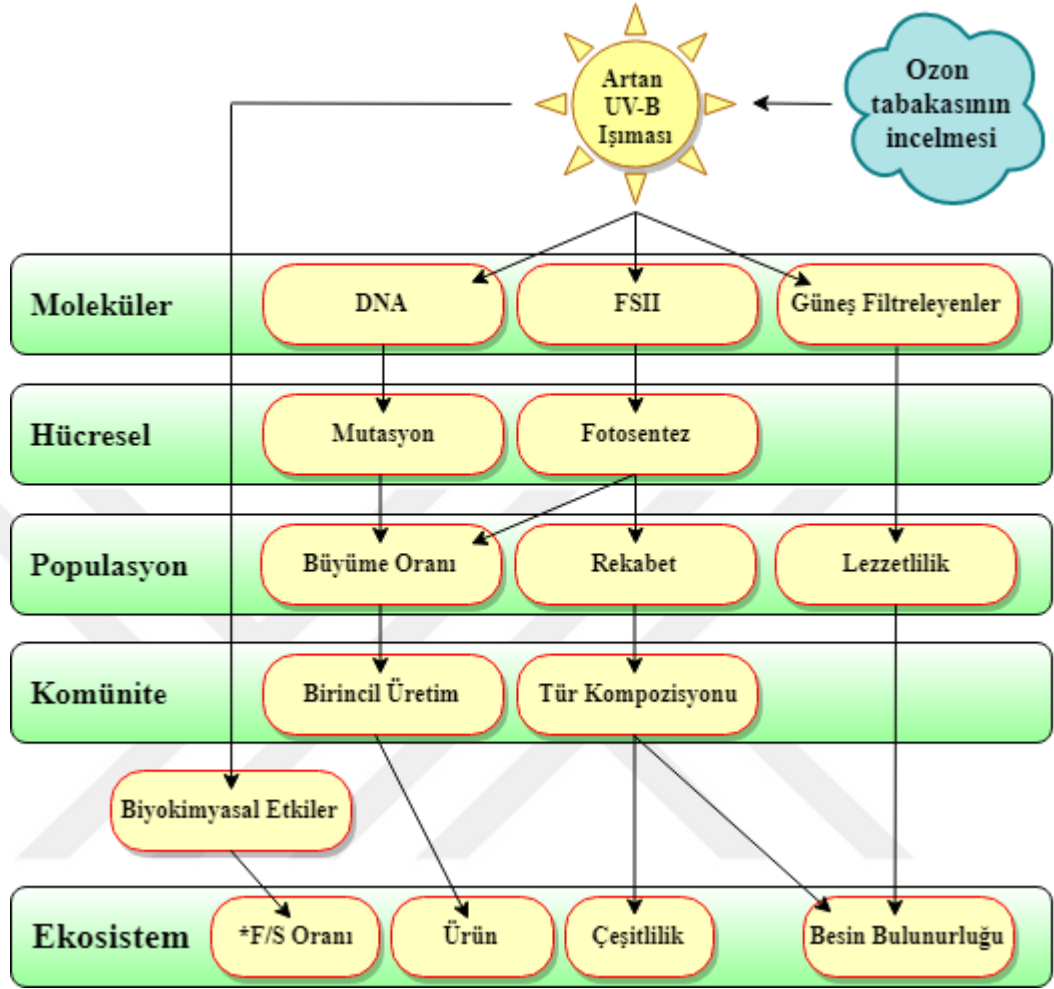 Artan
UV-B
Işıması
Ozon
tabakasının
incelmesi
Moleküler
DNA
FSII
Güneş Filtreleyenler
Hücresel
Mutasyon
Fotosentez
Populasyon
Büyüme Oranı
Rekabet
Lezzetlilik
Komünite
Birincil Üretim
Tür Kompozisyonu
Biyokimyasal Etkiler
Ekosistem
*F/S Oranı
Ürün
Çeşitlilik
Besin Bulunurluğu